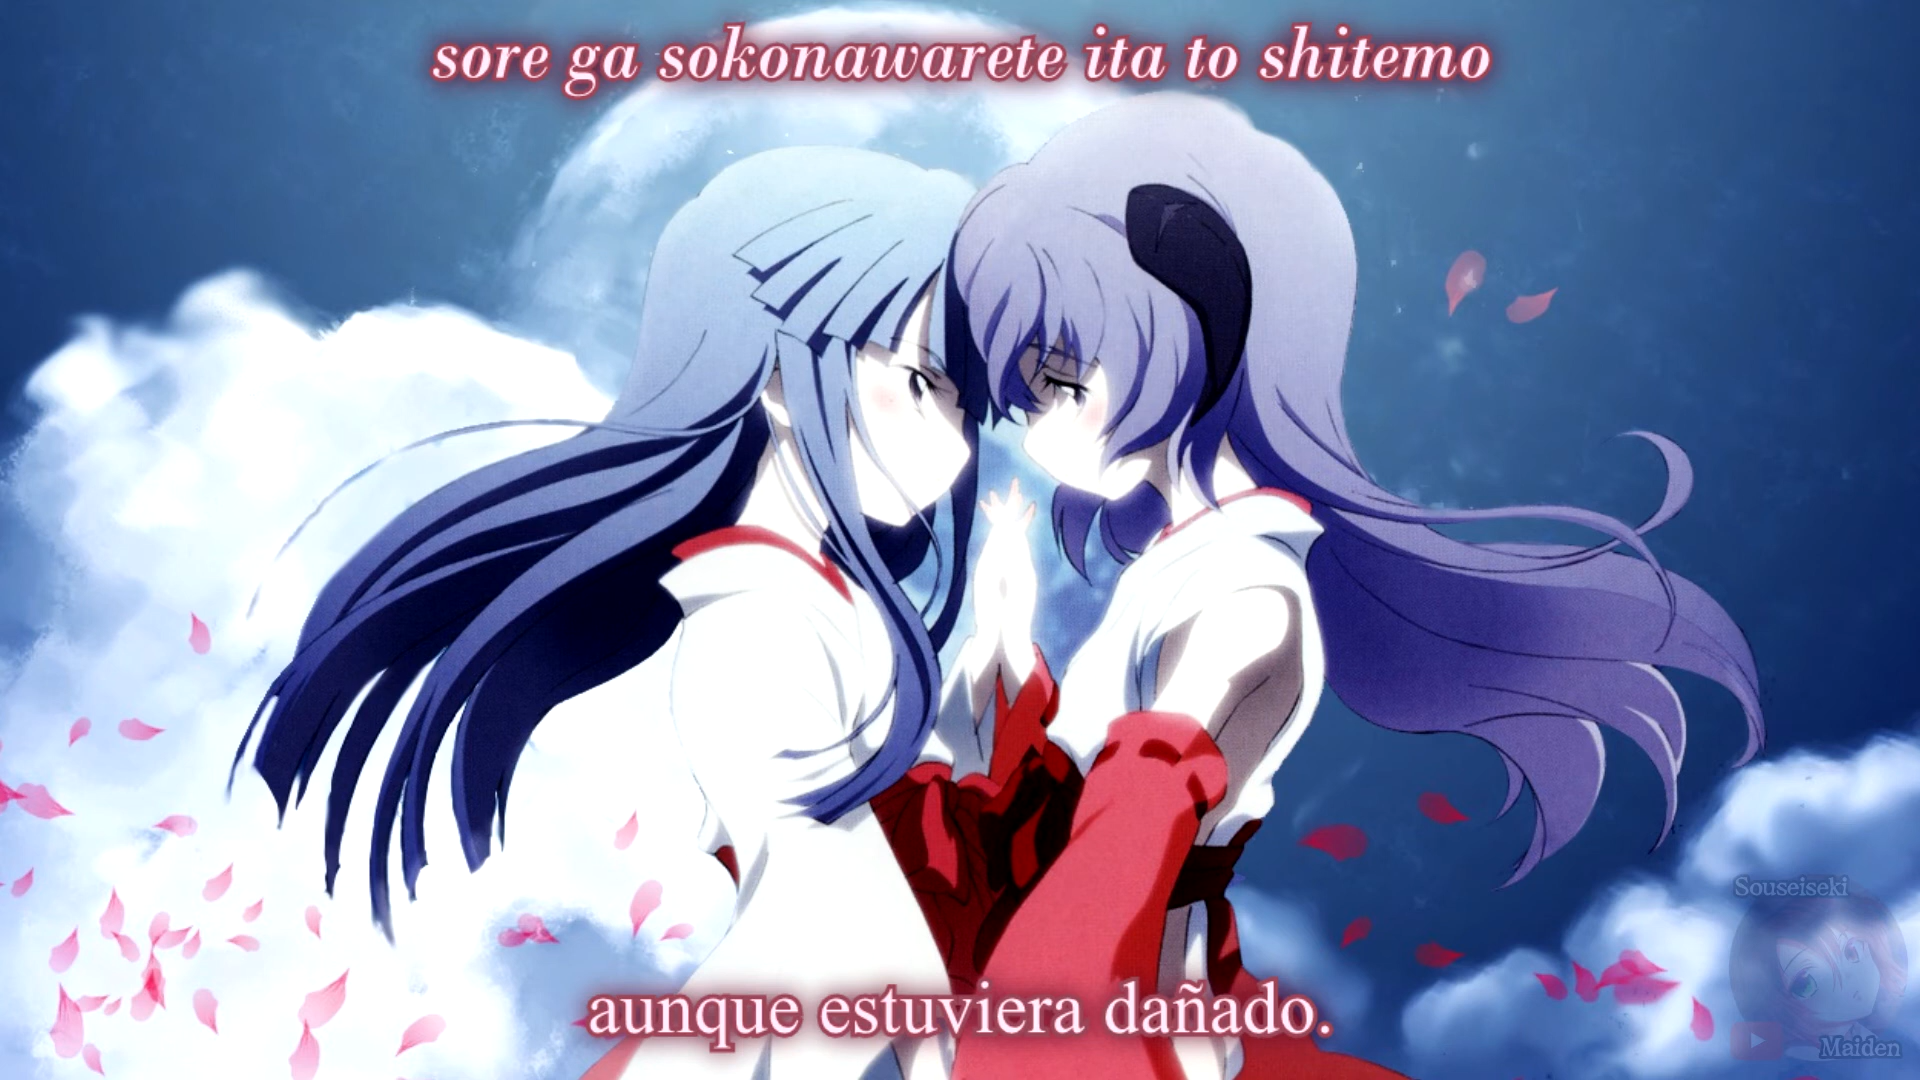 sore ga sokonawarete ita to shitemo
aunque estuviera dañado.
Souseiseki
Maiden